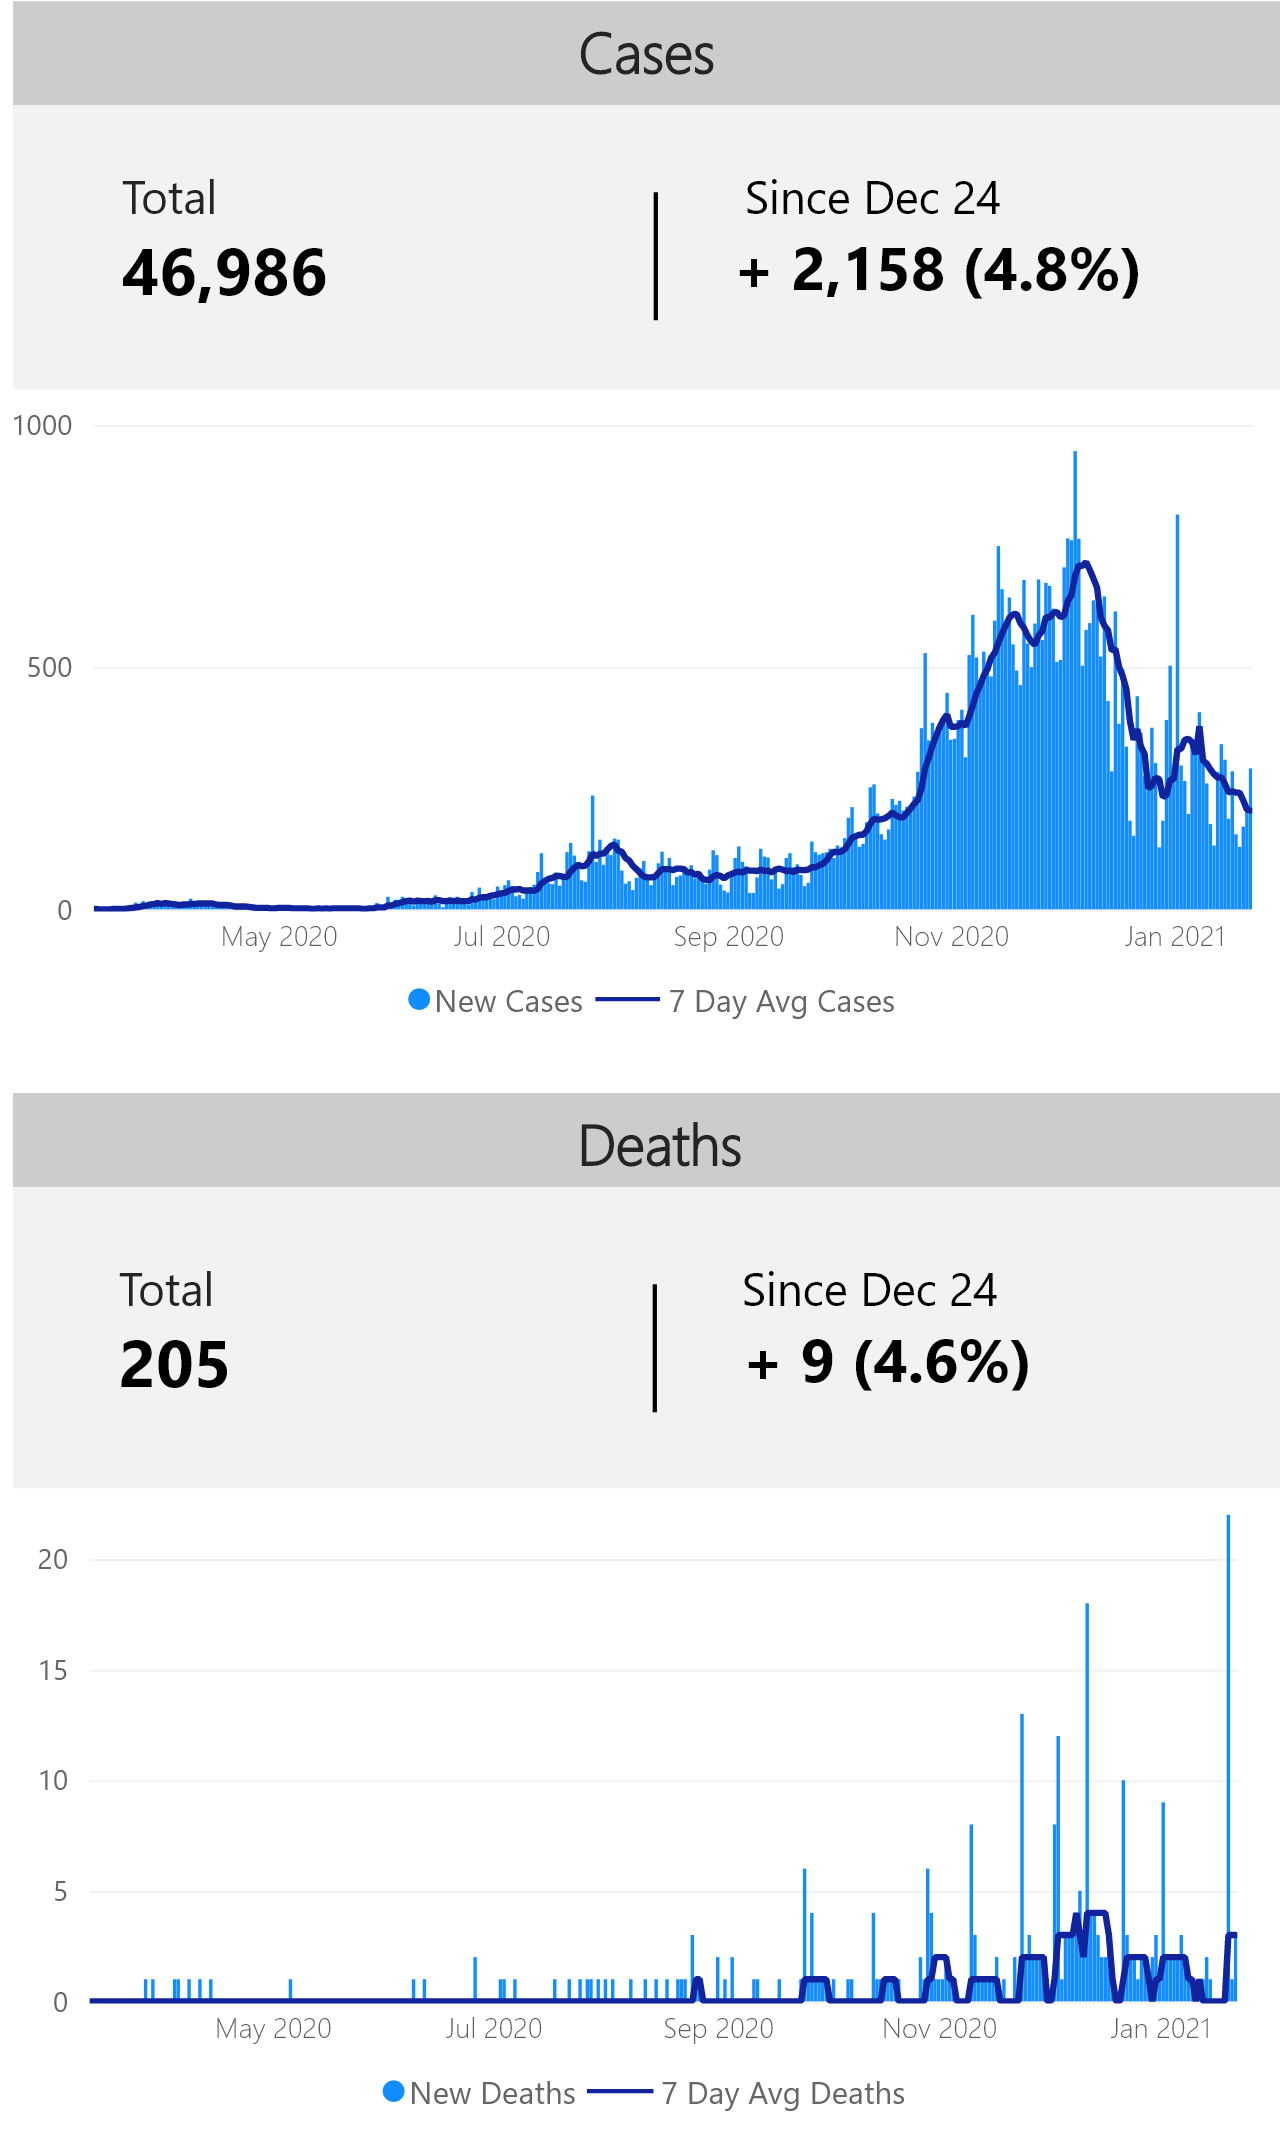 Cases
Total
Since Dec 24
46,986
+ 2,158 (4.8%)
1000
500
0
May 2020
Jul 2020
Sep 2020
Nov 2020
Jan 2021
New Cases
7 Day Avg Cases
Deaths
Total
Since Dec 24
205
+ 9 (4.6%)
20
15
10
5
0
May 2020
Jul 2020
Sep 2020
Nov 2020
Jan 2021
New Deaths
7 Day Avg Deaths